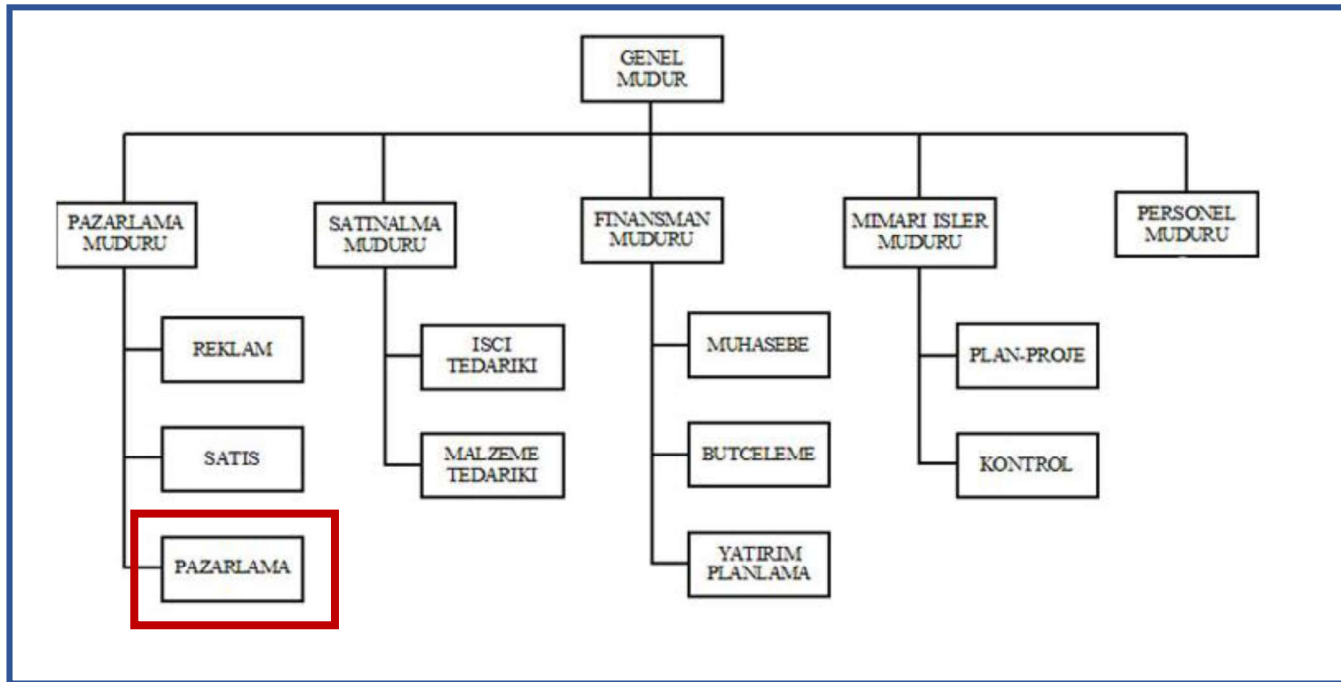 GENEL
MUDUR
PAZARLAMA
MUDURU
SATINALMA
MUDURU
FINANSMAN
MUDURU
MIMARI ISLER
MUDURU
PERSONEL
MUDURU
REKLAM
SATIS
PAZARLAMA
ISCI
TEDARIKI
MALZEME
TEDARIKI
MUHASEBE
BUTCELEME
YATIRIM
PLANLAMA
PLAN-PROJE
KONTROL